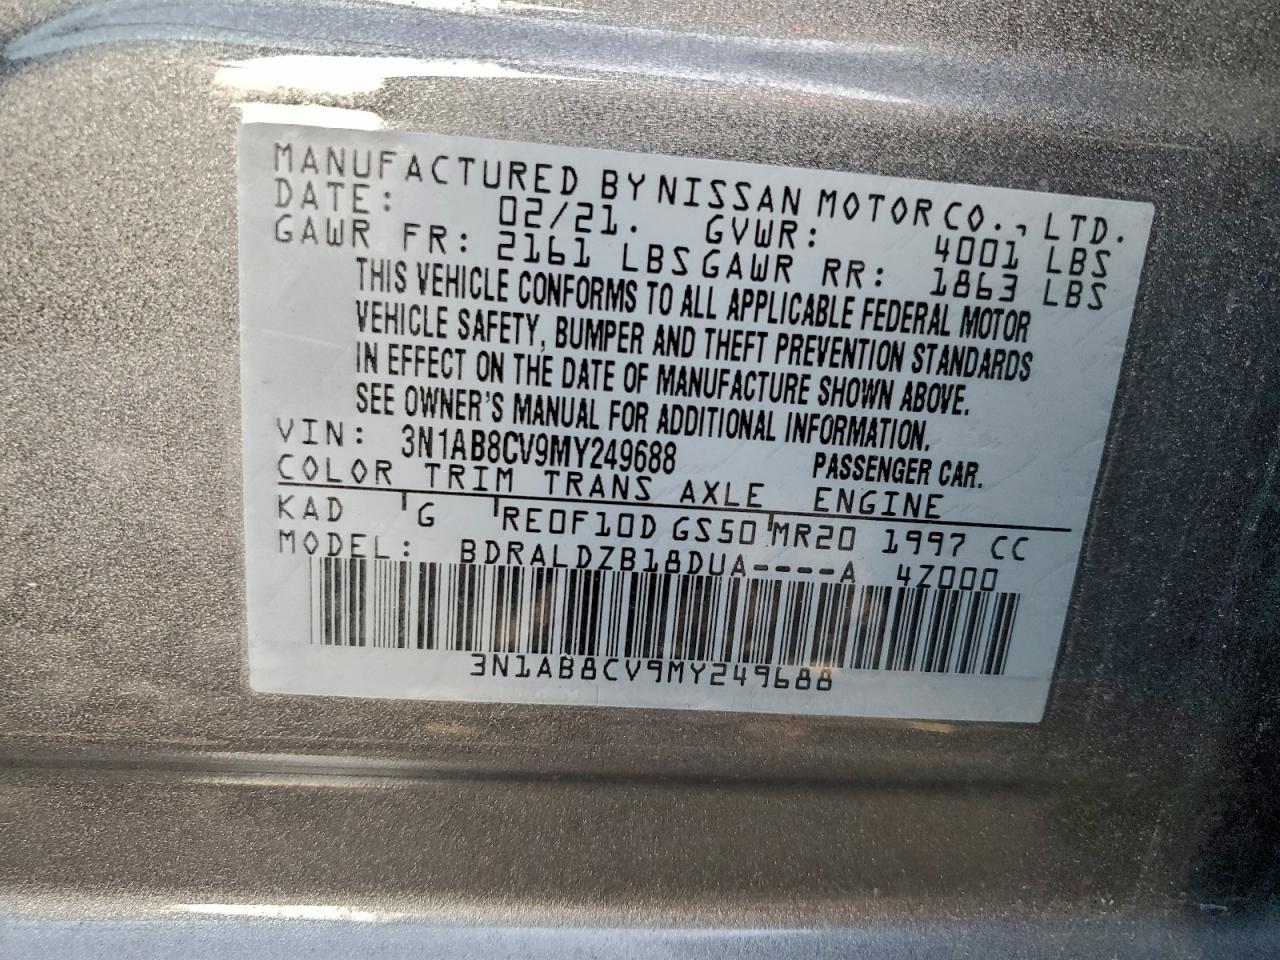 MANUFACTURED BY NISSAN MOTOR CO., LTD.
DATE: 02/21. GVWR: 4001 LBS
GAWR FR: 2161 LBS GAWR RR: 1863 LBS
THIS VEHICLE CONFORMS TO ALL APPLICABLE FEDERAL MOTOR
VEHICLE SAFETY, BUMPER AND THEFT PREVENTION STANDARDS
IN EFFECT ON THE DATE OF MANUFACTURE SHOWN ABOVE.
SEE OWNER'S MANUAL FOR ADDITIONAL INFORMATION.
VIN: 3N1AB8CV9MY249688 PASSENGER CAR.
COLOR TRIM TRANS AXLE ENGINE
KAD G RE0F10D GS50 MR20 1997 CC
MODEL: BDRALDZB18DUA----A 4Z000
3N1AB8CV9MY249688